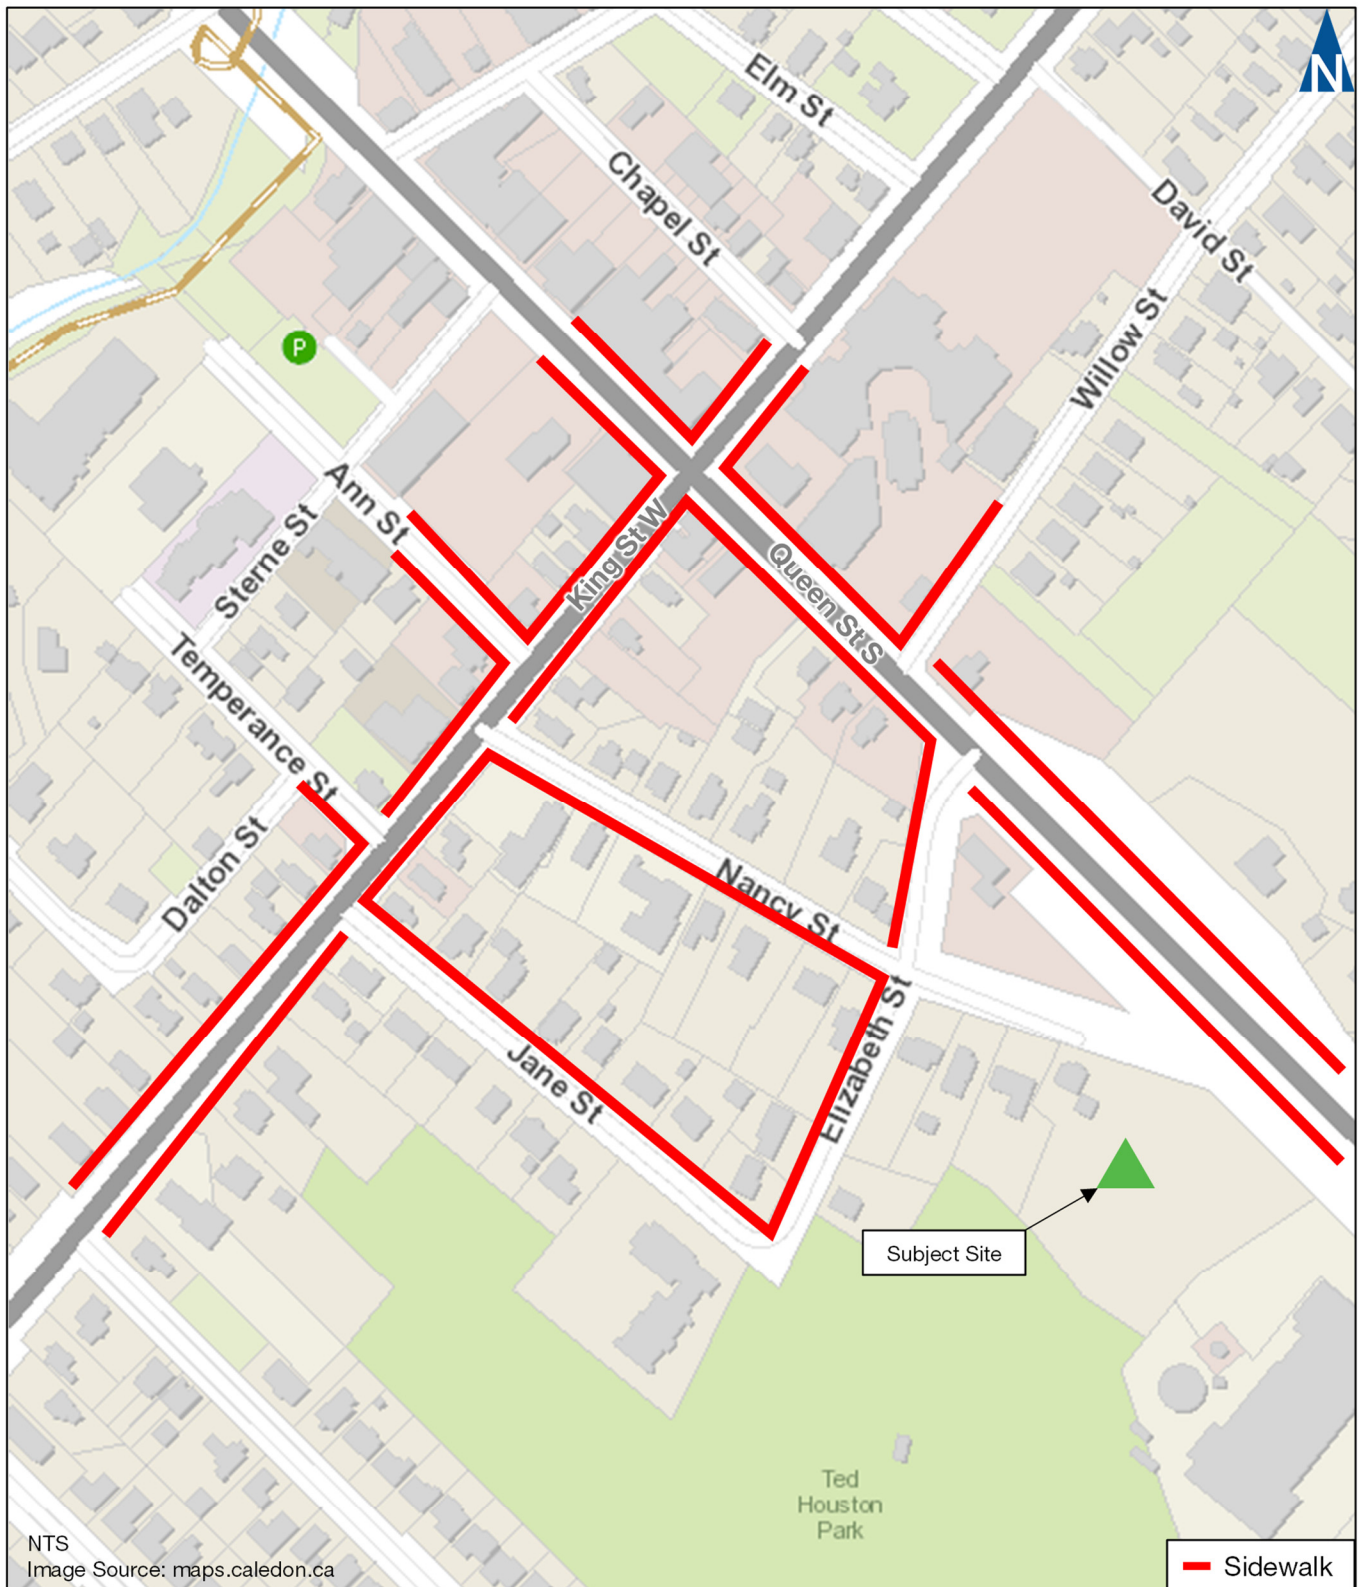 N
Elm St
Chapel St
David St
Willow St
P
Ann St
King St W
Sterne St
Queen St S
Temperance St
Dalton St
Nancy St
Elizabeth St
Jane St
Subject Site
Ted
Houston
Park
NTS
Image Source: maps.caledon.ca
Sidewalk